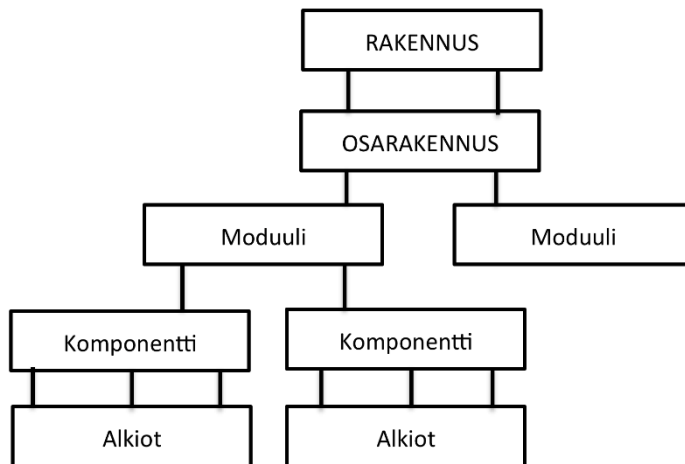 RAKENNUS
OSARAKENNUS
Moduuli
Moduuli
Komponentti
Komponentti
Alkiot
Alkiot